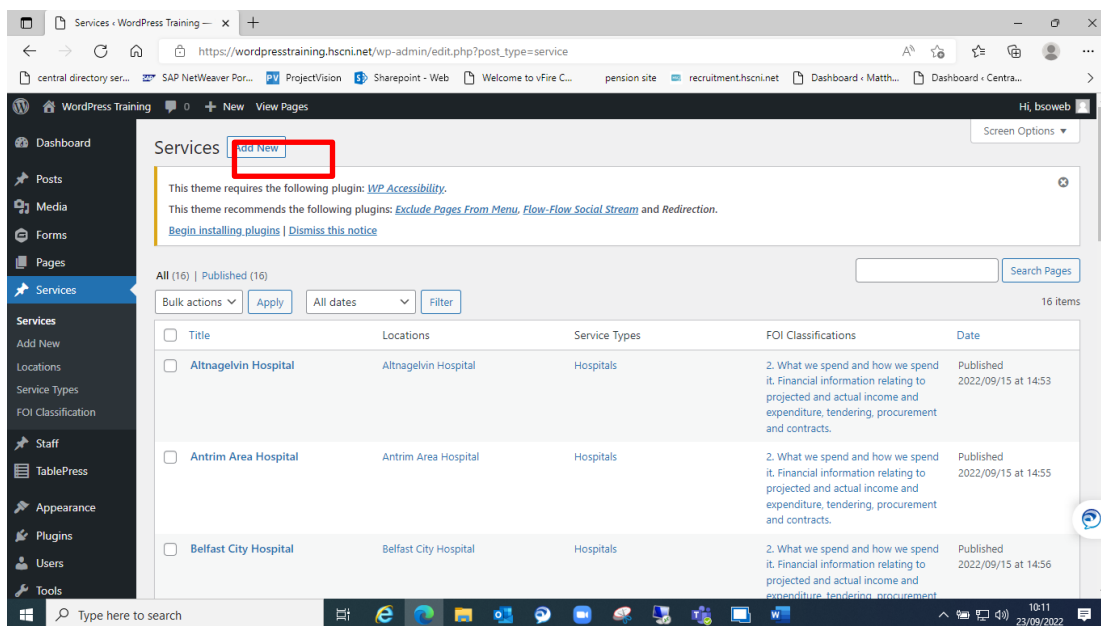 Services ‹ WordPress Training —
https://wordpresstraining.hscni.net/wp-admin/edit.php?post_type=service
central directory ser... SAP NetWeaver Por... PV ProjectVision Sharepoint - Web Welcome to vFire C... pension site recruitment.hscni.net Dashboard ‹ Matth... Dashboard ‹ Centra...
WordPress Training 0 + New View Pages Hi, bsoweb
Screen Options
Dashboard
Posts
Media
Forms
Pages
Services
Services
Add New
Locations
Service Types
FOI Classification
Staff
TablePress
Appearance
Plugins
Users
Tools
Services Add New
This theme requires the following plugin: WP Accessibility.
This theme recommends the following plugins: Exclude Pages From Menu, Flow-Flow Social Stream and Redirection.
Begin installing plugins | Dismiss this notice
All (16) | Published (16)
Search Pages
Bulk actions Apply All dates Filter
16 items
Title Locations Service Types FOI Classifications Date
Altnagelvin Hospital Altnagelvin Hospital Hospitals 2. What we spend and how we spend Published
it. Financial information relating to 2022/09/15 at 14:53
projected and actual income and
expenditure, tendering, procurement
and contracts.
Antrim Area Hospital Antrim Area Hospital Hospitals 2. What we spend and how we spend Published
it. Financial information relating to 2022/09/15 at 14:55
projected and actual income and
expenditure, tendering, procurement
and contracts.
Belfast City Hospital Belfast City Hospital Hospitals 2. What we spend and how we spend Published
it. Financial information relating to 2022/09/15 at 14:56
projected and actual income and
expenditure, tendering, procurement
Type here to search
10:11
23/09/2022